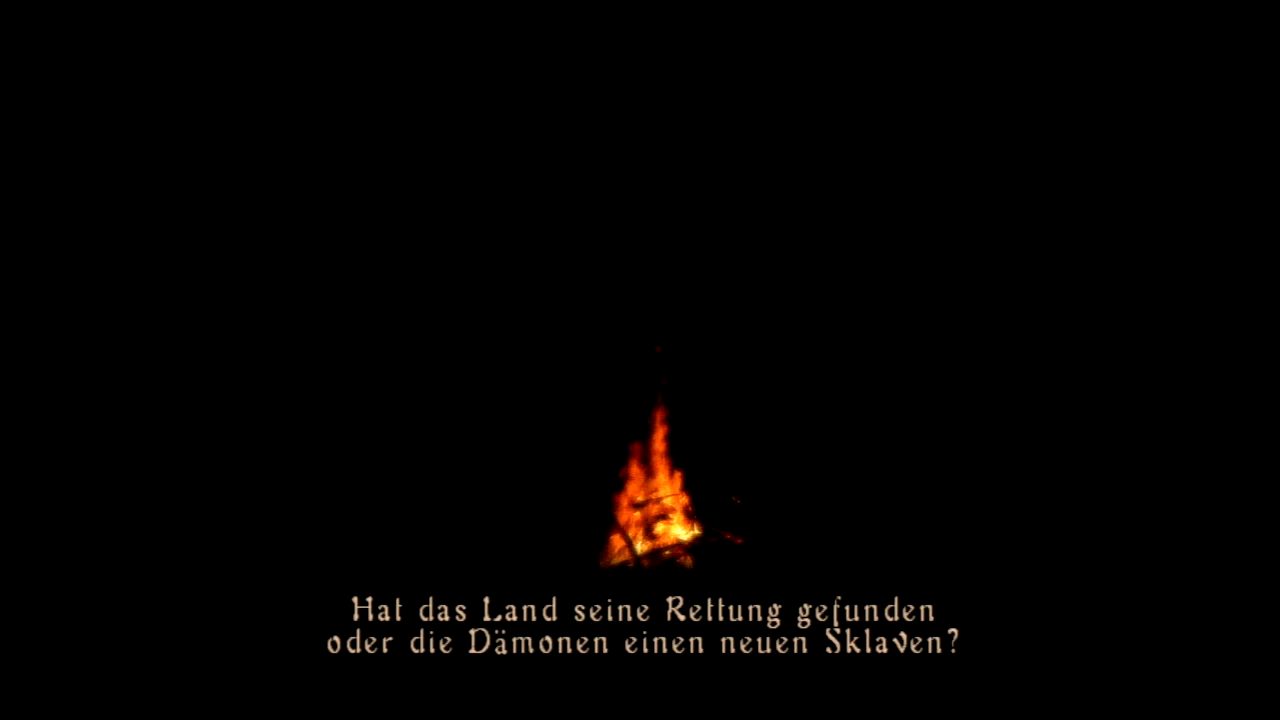 Hat das Land seine Rettung gefunden
oder die Dämonen einen neuen Sklaven?